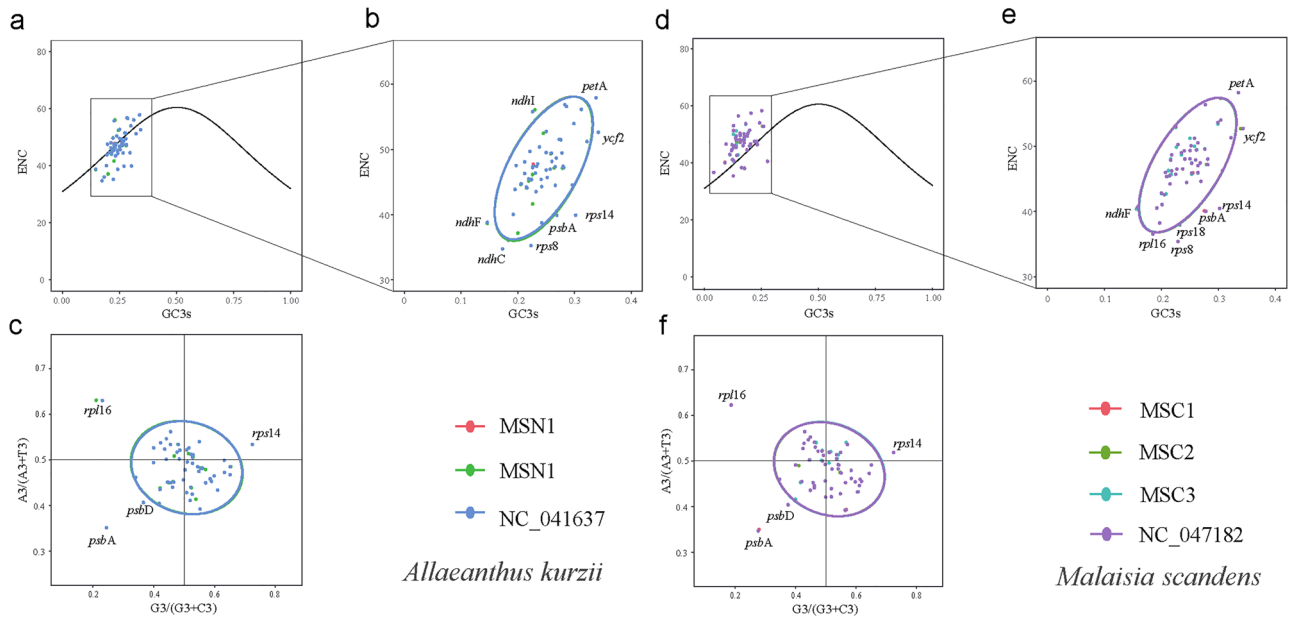 a
80
60
40
20
0
ENC
0.00
0.25
0.50
0.75
1.00
GC3s
b
60
50
40
30
ENC
0
0.1
0.2
0.3
0.4
GC3s
ndhI
petA
ycf2
ndhF
psbA
rps14
rps8
ndhC
d
80
60
40
20
0
ENC
0.00
0.25
0.50
0.75
1.00
GC3s
e
60
50
40
30
ENC
0
0.1
0.2
0.3
0.4
GC3s
petA
ycf2
ndhF
rps14
psbA
rps18
rpl16
rps8
c
0.7
0.6
0.5
0.4
0.3
A3/(A3+T3)
0.2
0.4
0.6
0.8
G3/(G3+C3)
rpl16
rps14
psbD
psbA
MSN1
MSN1
NC_041637
Allaeanthus kurzii
f
0.7
0.6
0.5
0.4
0.3
A3/(A3+T3)
0.2
0.4
0.6
0.8
G3/(G3+C3)
rpl16
rps14
psbD
psbA
MSC1
MSC2
MSC3
NC_047182
Malaisia scandens